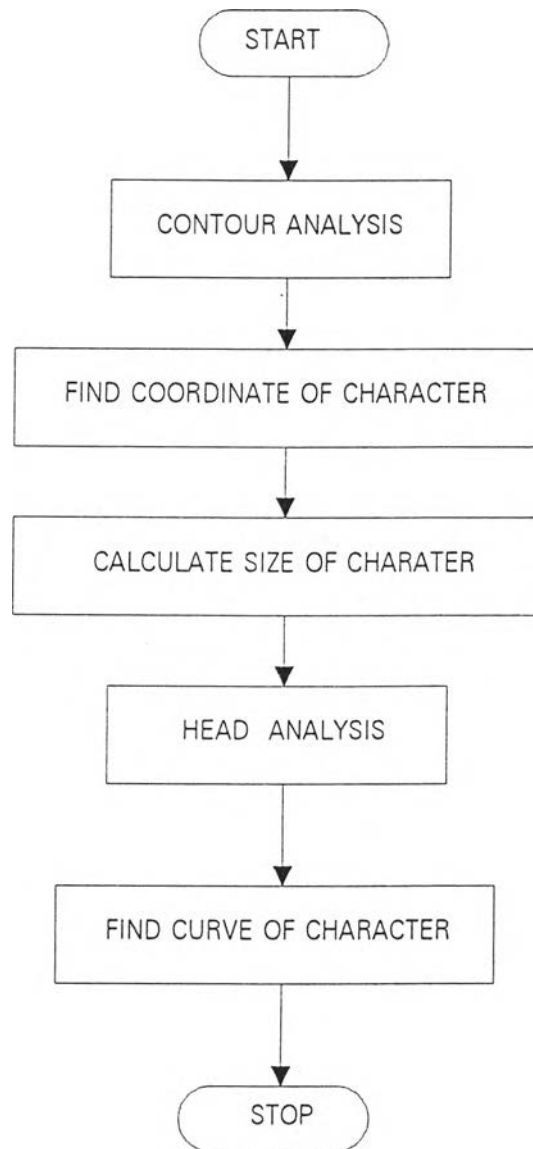 START
CONTOUR ANALYSIS
FIND COORDINATE OF CHARACTER
CALCULATE SIZE OF CHARATER
HEAD ANALYSIS
FIND CURVE OF CHARACTER
STOP